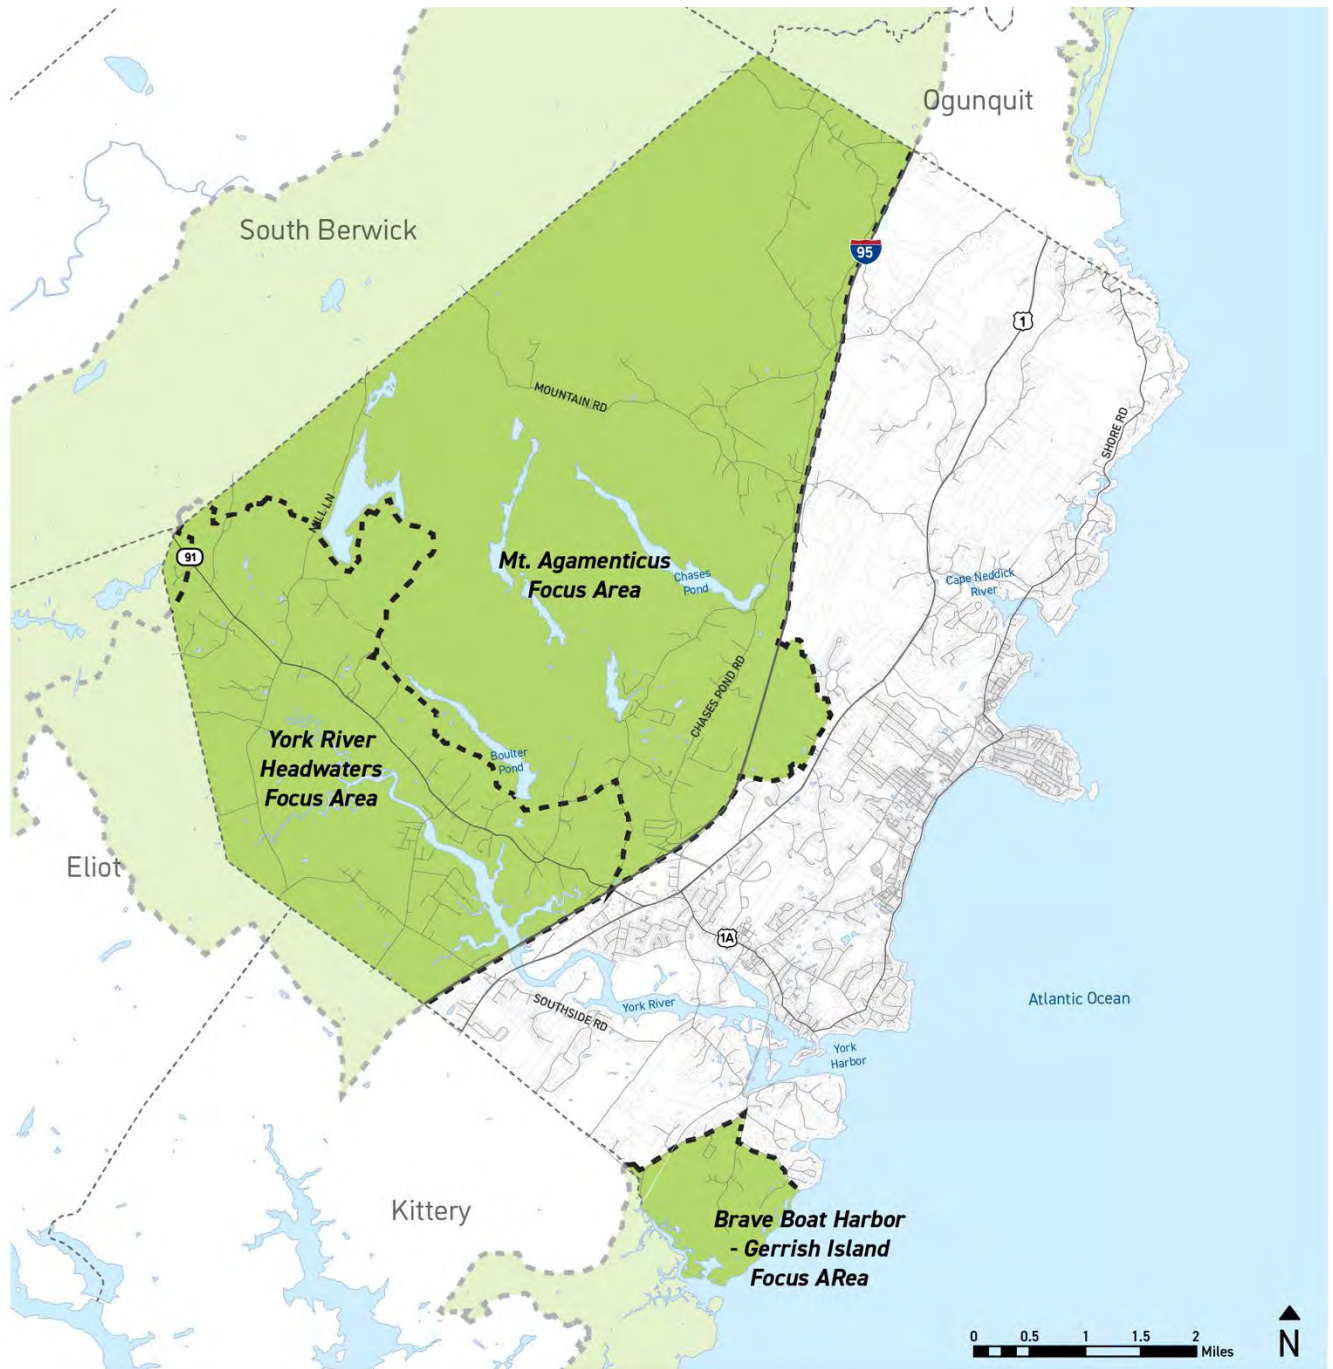 Ogunquit
South Berwick
95
1
MOUNTAIN RD
SHORE RD
MILL LN
91
Mt. Agamenticus
Focus Area
Chases
Pond
Cape Neddick
River
CHASES POND RD
York River
Headwaters
Focus Area
Boulter
Pond
Eliot
1A
Atlantic Ocean
York River
SOUTHSIDE RD
York
Harbor
Kittery
Brave Boat Harbor
- Gerrish Island
Focus ARea
0 0.5 1 1.5 2
Miles
N